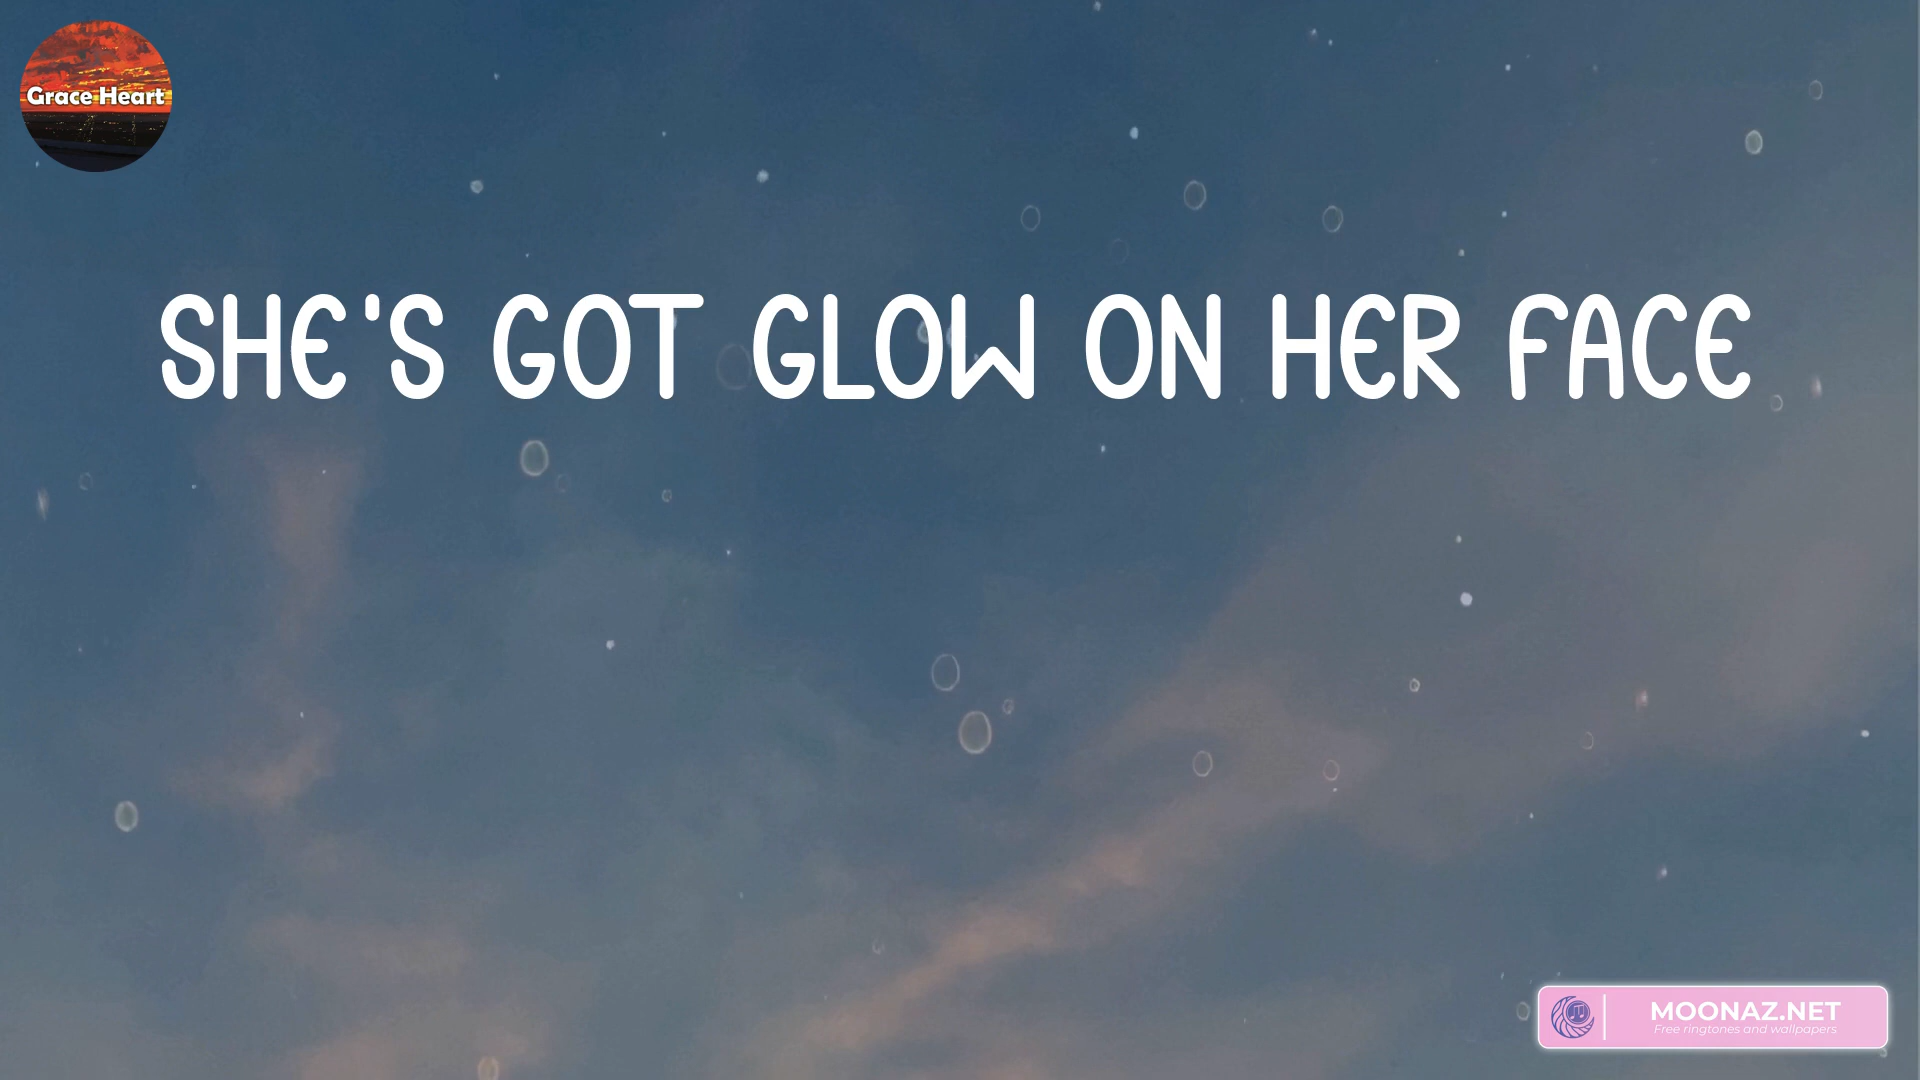 Grace Heart
SHE'S GOT GLOW ON HER FACE
MOONAZ.NET
Free ringtones and wallpapers